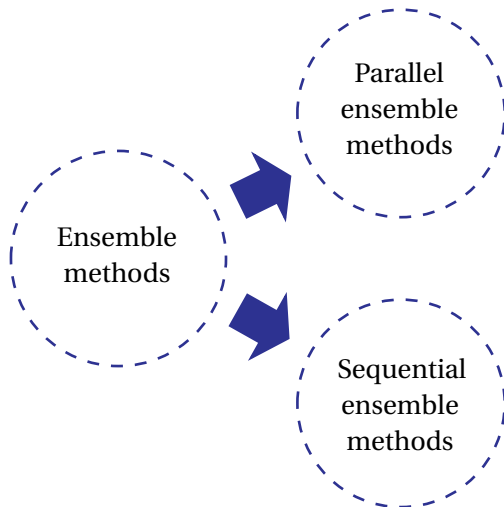 Parallel
ensemble
methods
Ensemble
methods
Sequential
ensemble
methods